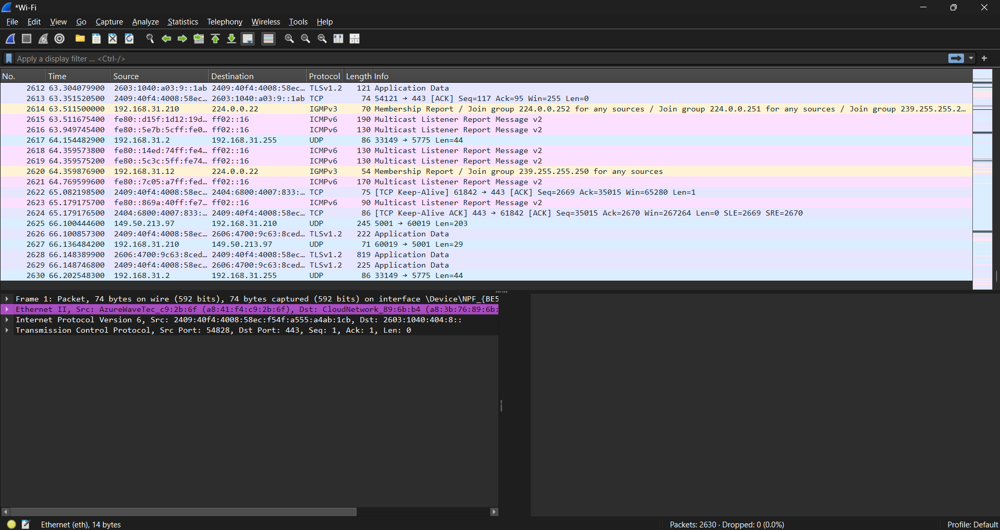 *Wi-Fi
File Edit View Go Capture Analyze Statistics Telephony Wireless Tools Help
Apply a display filter ... <Ctrl-/>
No. Time Source Destination Protocol Length Info
2612 63.304079900 2603:1040:a03:9::1ab 2409:40f4:4008:58ec… TLSv1.2 121 Application Data
2613 63.351520500 2409:40f4:4008:58ec… 2603:1040:a03:9::1ab TCP 74 54121 → 443 [ACK] Seq=117 Ack=95 Win=255 Len=0
2614 63.511500000 192.168.31.210 224.0.0.22 IGMPv3 70 Membership Report / Join group 224.0.0.252 for any sources / Join group 224.0.0.251 for any sources / Join group 239.255.255.2…
2615 63.511675400 fe80::d15f:1d12:19d… ff02::16 ICMPv6 190 Multicast Listener Report Message v2
2616 63.949745400 fe80::5e7b:5cff:fe0… ff02::16 ICMPv6 130 Multicast Listener Report Message v2
2617 64.154482900 192.168.31.2 192.168.31.255 UDP 86 33149 → 5775 Len=44
2618 64.359573800 fe80::14ed:74ff:fe4… ff02::16 ICMPv6 130 Multicast Listener Report Message v2
2619 64.359575200 fe80::5c3c:5ff:fe74… ff02::16 ICMPv6 130 Multicast Listener Report Message v2
2620 64.359876900 192.168.31.12 224.0.0.22 IGMPv3 54 Membership Report / Join group 239.255.255.250 for any sources
2621 64.769599600 fe80::7c05:a7ff:fed… ff02::16 ICMPv6 170 Multicast Listener Report Message v2
2622 65.082198500 2409:40f4:4008:58ec… 2404:6800:4007:833:… TCP 75 [TCP Keep-Alive] 61842 → 443 [ACK] Seq=2669 Ack=35015 Win=65280 Len=1
2623 65.179175700 fe80::869a:40ff:fe7… ff02::16 ICMPv6 90 Multicast Listener Report Message v2
2624 65.179176500 2404:6800:4007:833:… 2409:40f4:4008:58ec… TCP 86 [TCP Keep-Alive ACK] 443 → 61842 [ACK] Seq=35015 Ack=2670 Win=267264 Len=0 SLE=2669 SRE=2670
2625 66.100444600 149.50.213.97 192.168.31.210 UDP 245 5001 → 60019 Len=203
2626 66.100857300 2409:40f4:4008:58ec… 2606:4700:9c63:8ced… TLSv1.2 222 Application Data
2627 66.136484200 192.168.31.210 149.50.213.97 UDP 71 60019 → 5001 Len=29
2628 66.148389900 2606:4700:9c63:8ced… 2409:40f4:4008:58ec… TLSv1.2 819 Application Data
2629 66.148746800 2409:40f4:4008:58ec… 2606:4700:9c63:8ced… TLSv1.2 225 Application Data
2630 66.202548300 192.168.31.2 192.168.31.255 UDP 86 33149 → 5775 Len=44
Frame 1: Packet, 74 bytes on wire (592 bits), 74 bytes captured (592 bits) on interface \Device\NPF_{BE5
Ethernet II, Src: AzureWaveTec_c9:2b:6f (a8:41:f4:c9:2b:6f), Dst: CloudNetwork_89:6b:b4 (a8:3b:76:89:6b:
Internet Protocol Version 6, Src: 2409:40f4:4008:58ec:f54f:a555:a4ab:1cb, Dst: 2603:1040:404:8::
Transmission Control Protocol, Src Port: 54828, Dst Port: 443, Seq: 1, Ack: 1, Len: 0
Ethernet (eth), 14 bytes
Packets: 2630 · Dropped: 0 (0.0%)
Profile: Default